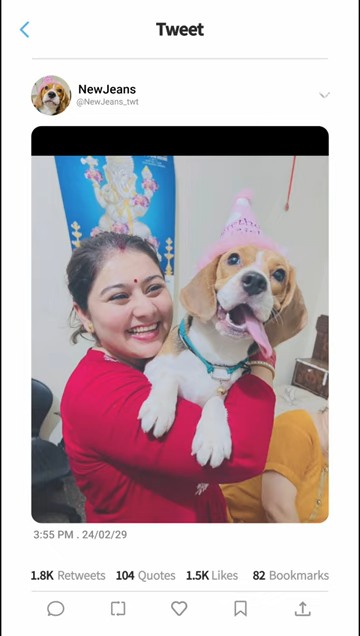 Tweet
NewJeans
@NewJeans_twt
3:55 PM . 24/02/29
1.8K Retweets 104 Quotes 1.5K Likes 82 Bookmarks